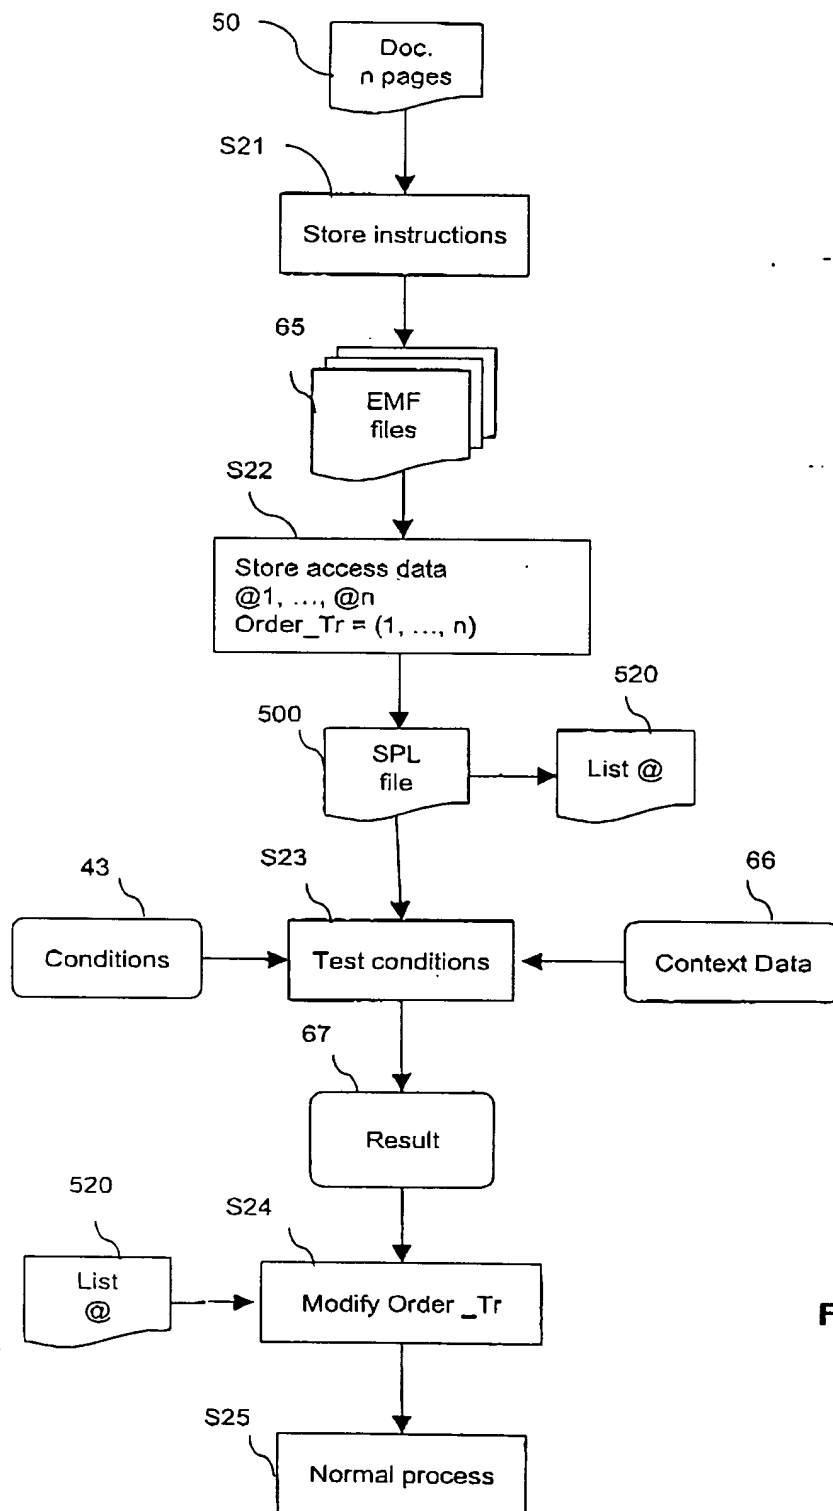 50
Doc.
n pages
S21
Store instructions
65
EMF
files
S22
Store access data
@1, ..., @n
Order_Tr = (1, ..., n)
520
500
SPL
file
List @
S23
43
66
Conditions
Test conditions
Context Data
67
Result
520
S24
List
@
Modify Order _Tr
F
S25
Normal process